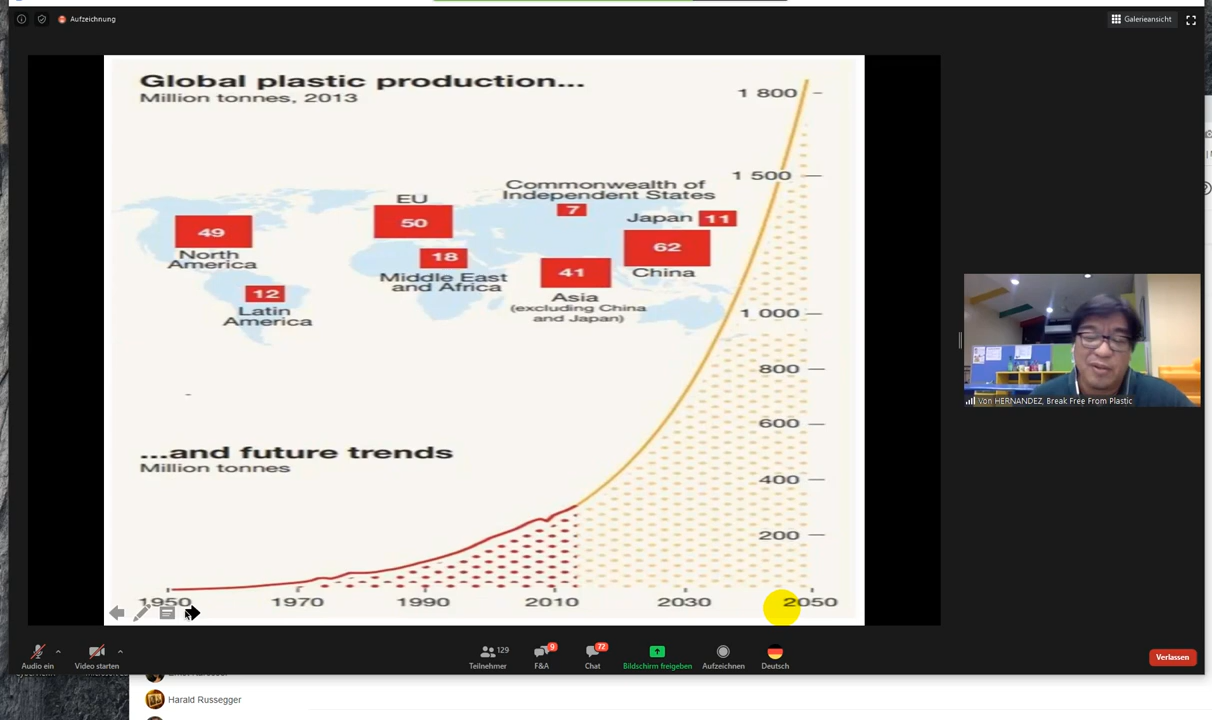 Aufzeichnung
Galerieansicht
Global plastic production...
Million tonnes, 2013
1 800
1 500
1 000
800
600
400
200
49
North
America
12
Latin
America
EU
50
18
Middle East
and Africa
Commonwealth of
Independent States
7
Japan 11
62
China
41
Asia
(excluding China
and Japan)
...and future trends
Million tonnes
1950 1970 1990 2010 2030 2050
Von HERNANDEZ, Break Free From Plastic
Audio ein
Video starten
129
Teilnehmer
9
F&A
72
Chat
Bildschirm freigeben
Aufzeichnen
Deutsch
Verlassen
Harald Russegger